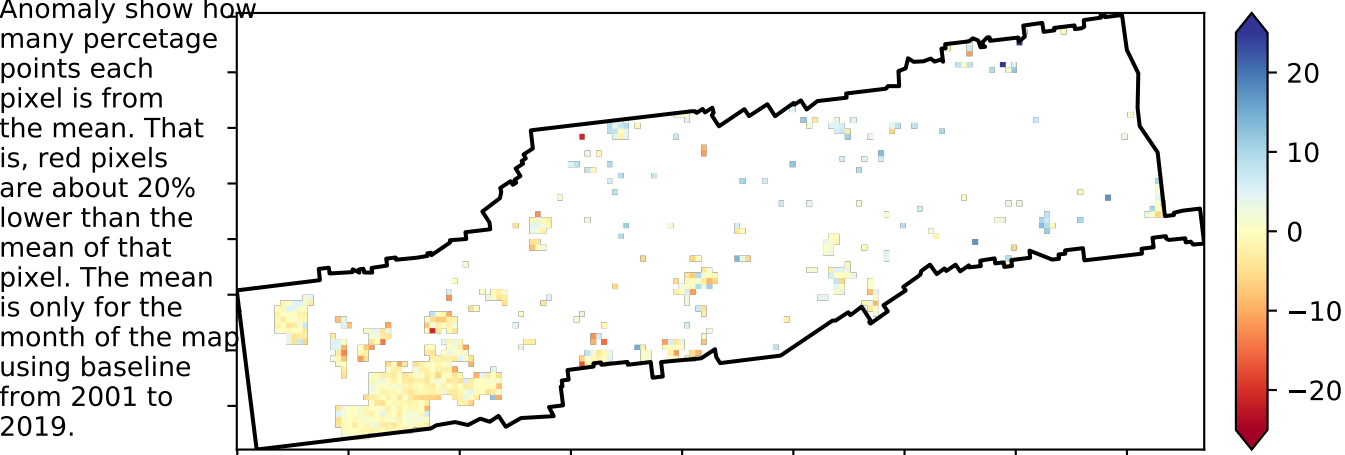 Anomaly show how
many percetage
points each
pixel is from
the mean. That
is, red pixels
are about 20%
lower than the
mean of that
pixel. The mean
is only for the
month of the map
using baseline
from 2001 to
2019.
20
10
0
−10
−20